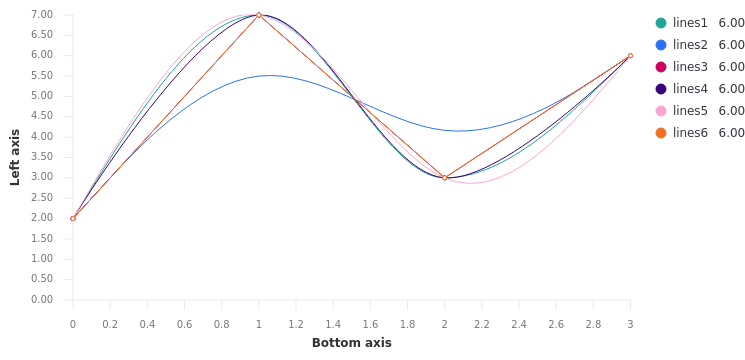 7.00
6.50
6.00
5.50
5.00
4.50
4.00
3.50
3.00
2.50
2.00
1.50
1.00
0.50
0.00
Left axis
0 0.2 0.4 0.6 0.8 1 1.2 1.4 1.6 1.8 2 2.2 2.4 2.6 2.8 3
Bottom axis
lines1 6.00
lines2 6.00
lines3 6.00
lines4 6.00
lines5 6.00
lines6 6.00